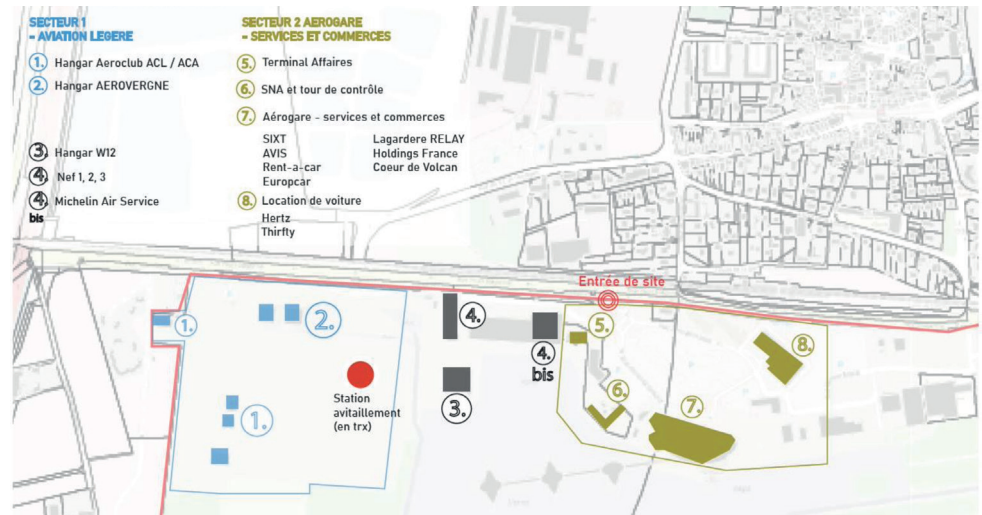 SECTEUR 1
- AVIATION LEGERE
1. Hangar Aeroclub ACL / ACA
2. Hangar AEROVERGNE
3. Hangar W12
4. Nef 1, 2, 3
4. Michelin Air Service
bis
SECTEUR 2 AEROGARE
- SERVICES ET COMMERCES
5. Terminal Affaires
6. SNA et tour de contrôle
7. Aérogare - services et commerces
SIXT
AVIS
Rent-a-car
Europcar
Lagardere RELAY
Holdings France
Coeur de Volcan
8. Location de voiture
Hertz
Thirfty
Entrée de site
1.
2.
4.
4.
bis
5.
8.
Station
avitaillement
(en trx)
3.
6.
7.
1.